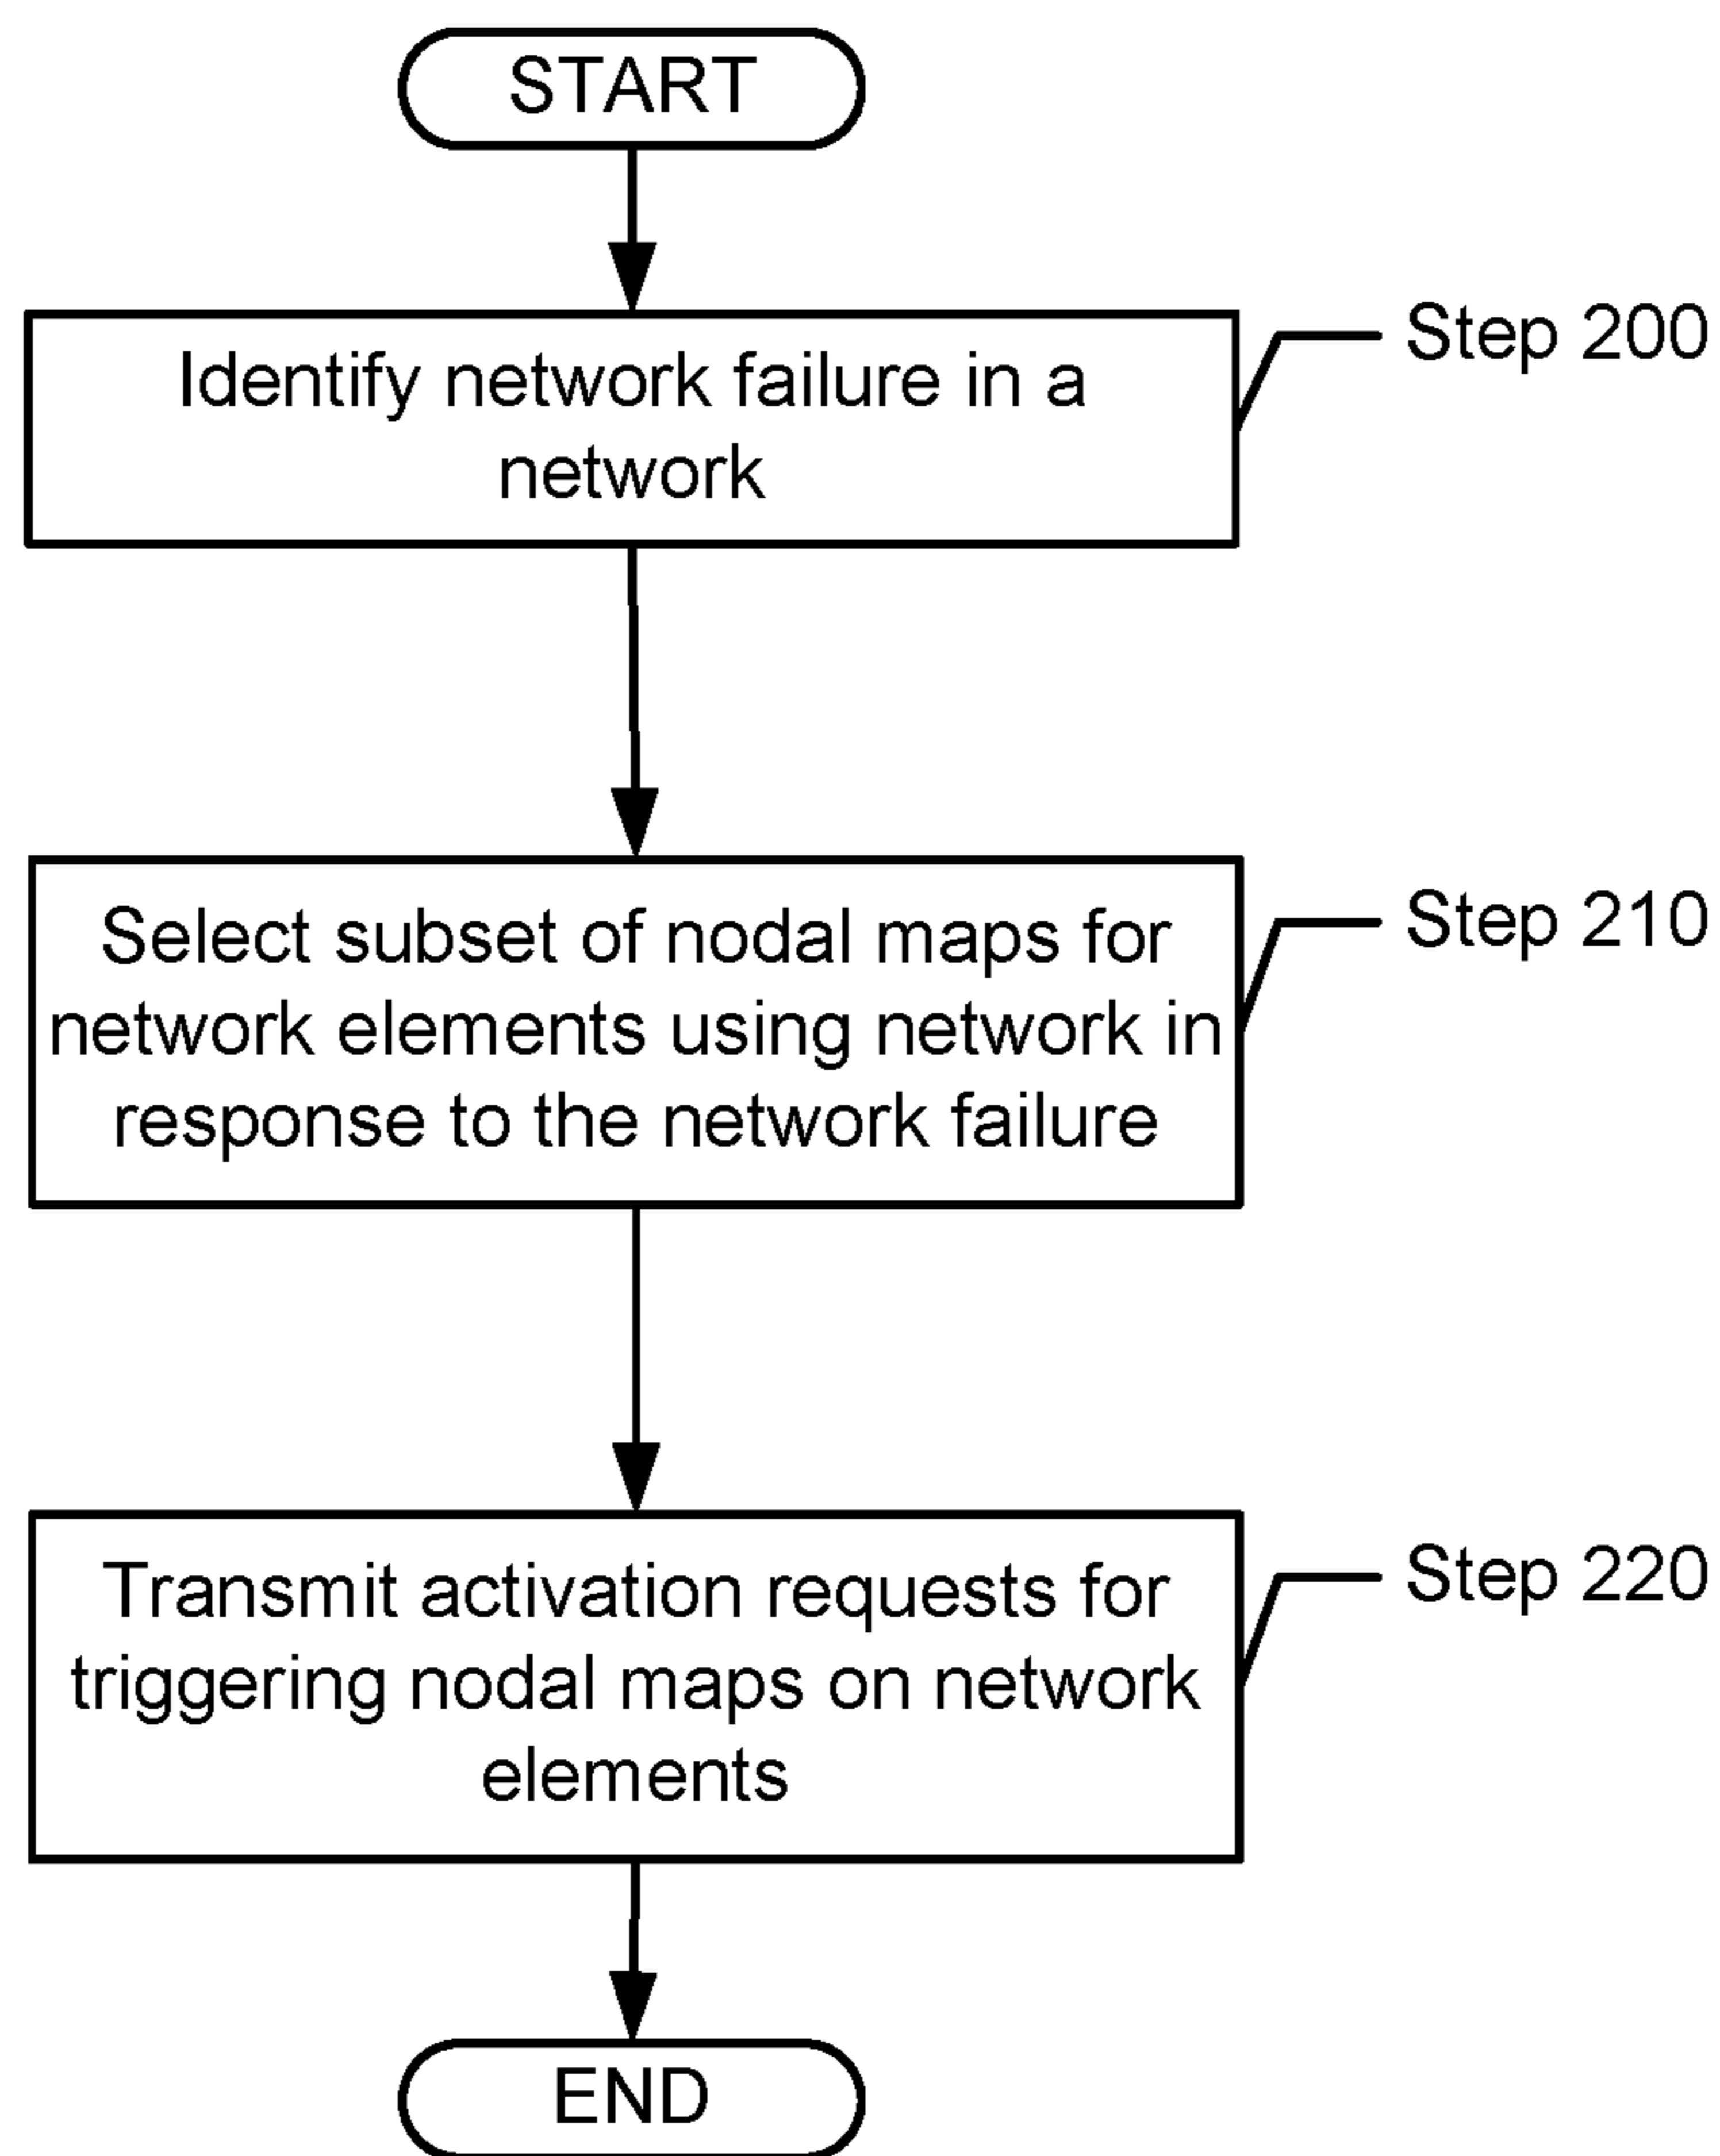 START
Identify network failure in a
network
Step 200
Select subset of nodal maps for
network elements using network in
response to the network failure
Step 210
Transmit activation requests for
triggering nodal maps on network
elements
Step 220
END